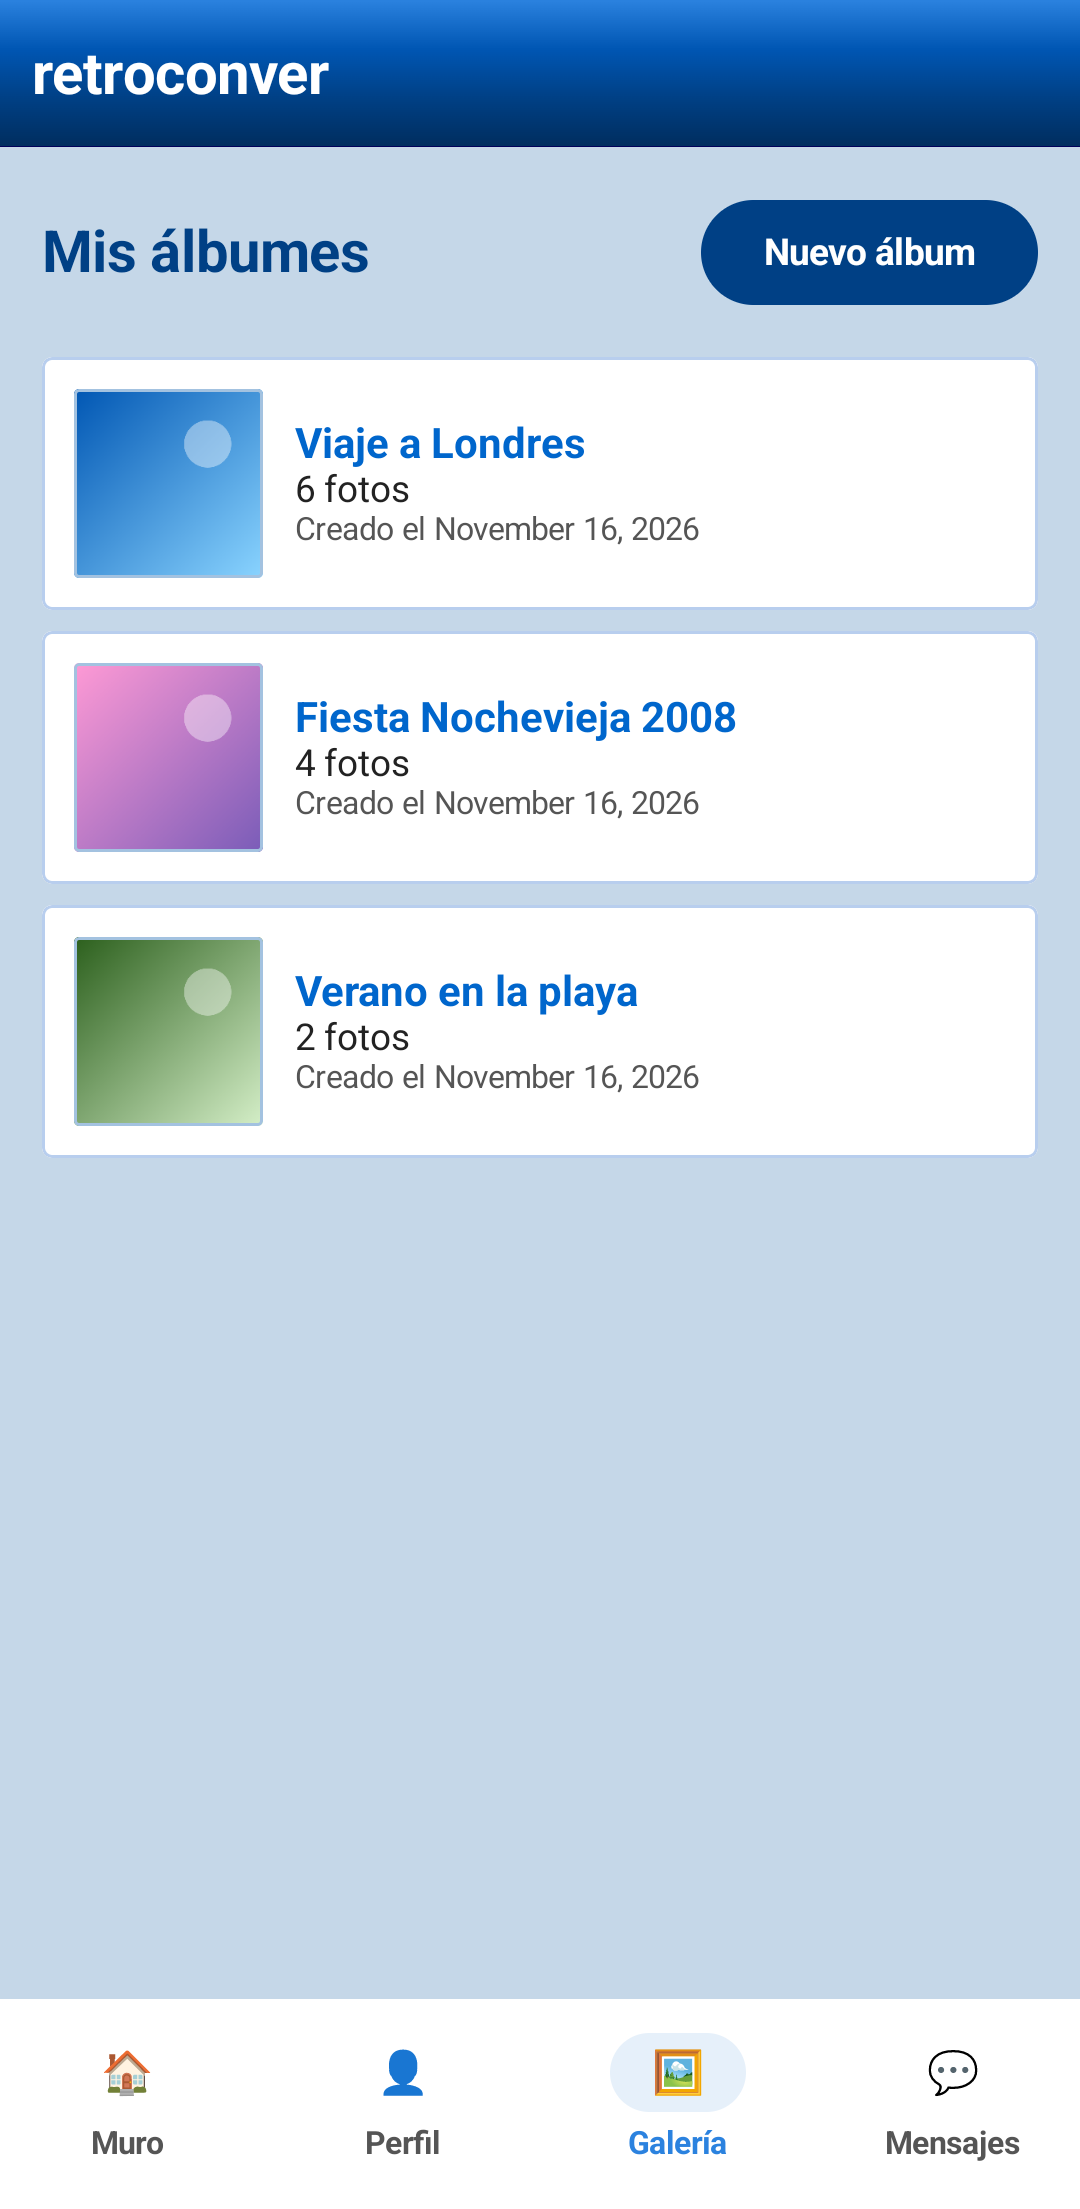 retroconver
Mis álbumes
Nuevo álbum
Viaje a Londres
6 fotos
Creado el November 16, 2026
Fiesta Nochevieja 2008
4 fotos
Creado el November 16, 2026
Verano en la playa
2 fotos
Creado el November 16, 2026
Muro
Perfil
Galería
Mensajes